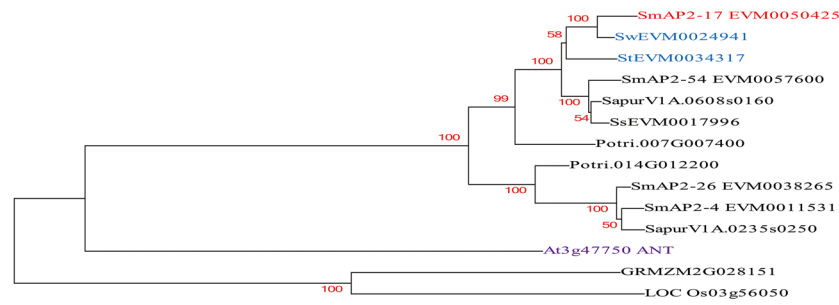 100
SmAP2-17 EVM0050425
58
SwEVM0024941
StEVM0034317
100
SmAP2-54 EVM0057600
99
100
SapurV1A.0608s0160
54
SsEVM0017996
100
Potri.007G007400
Potri.014G012200
100
SmAP2-26 EVM0038265
100
SmAP2-4 EVM0011531
50
SapurV1A.0235s0250
At3g47750 ANT
GRMZM2G028151
100
LOC Os03g56050